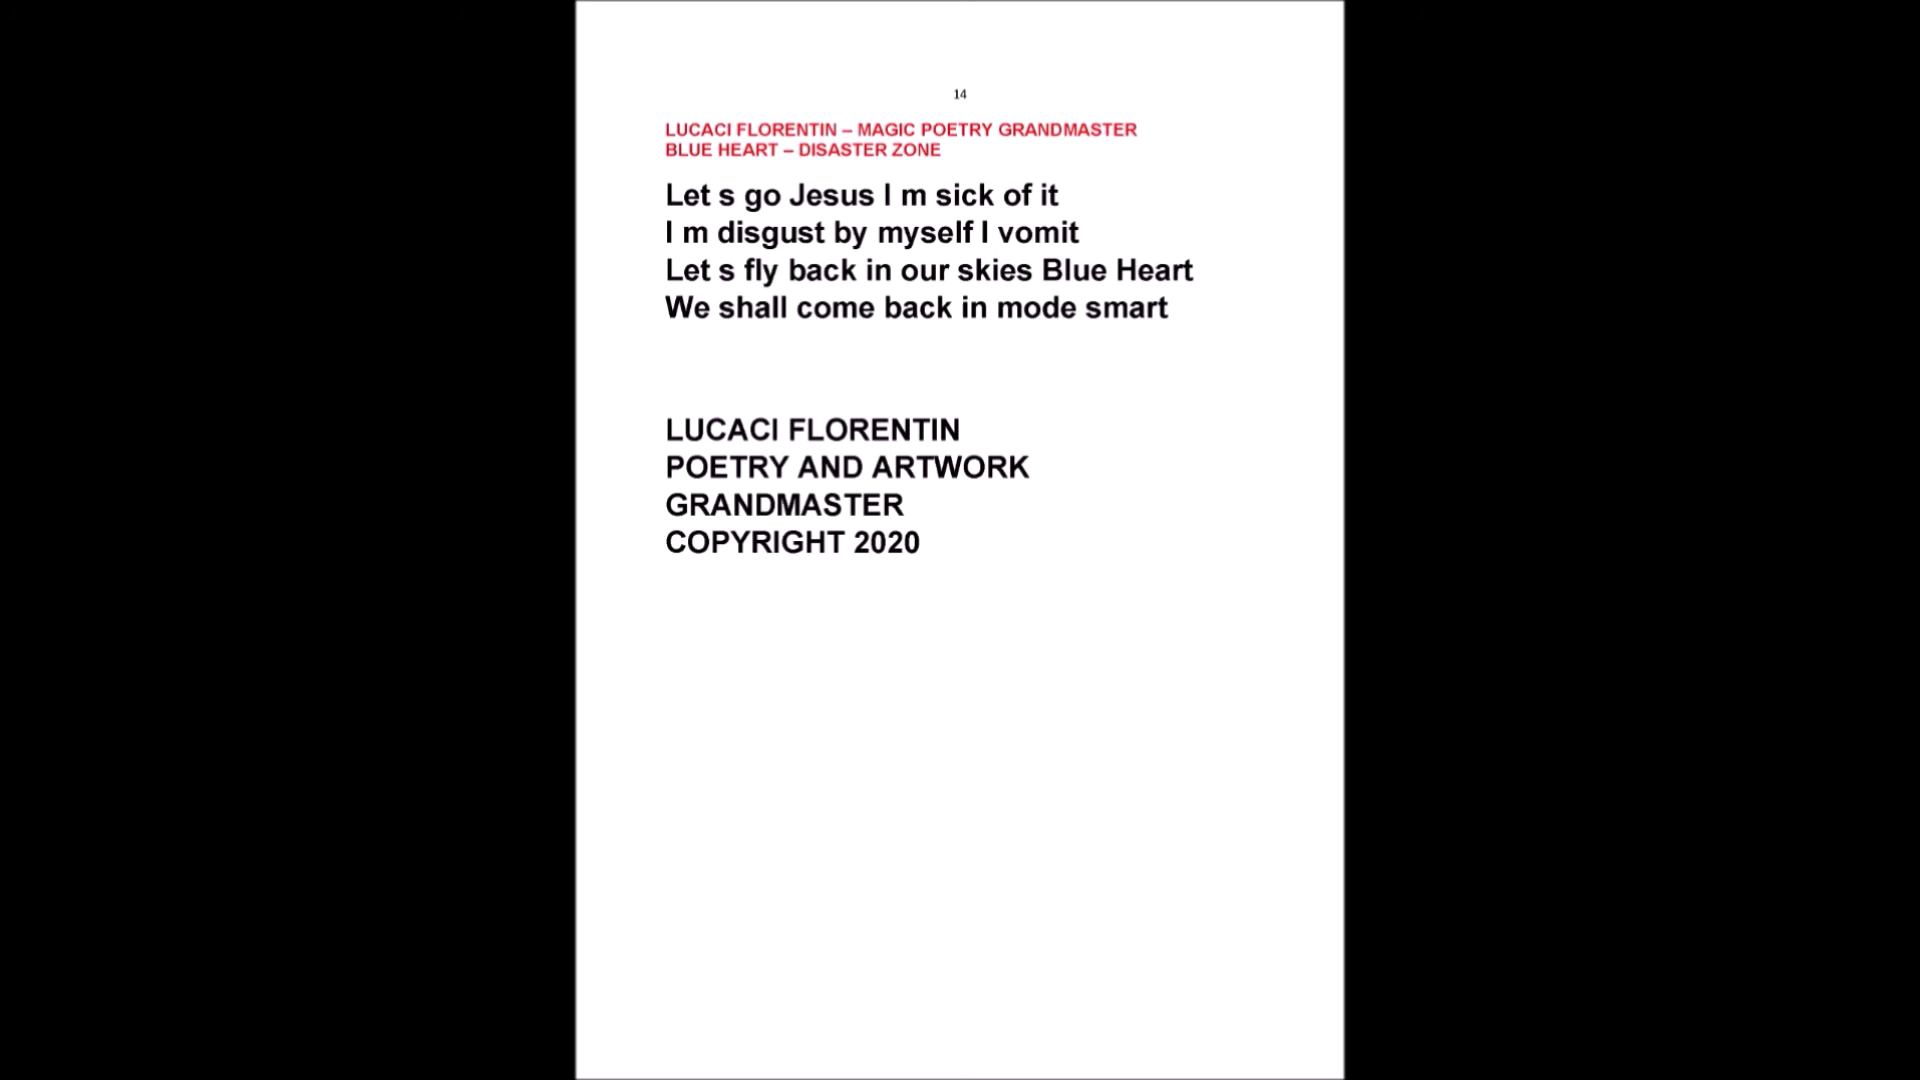 14
LUCACI FLORENTIN – MAGIC POETRY GRANDMASTER
BLUE HEART – DISASTER ZONE
Let s go Jesus I m sick of it
I m disgust by myself I vomit
Let s fly back in our skies Blue Heart
We shall come back in mode smart
LUCACI FLORENTIN
POETRY AND ARTWORK
GRANDMASTER
COPYRIGHT 2020